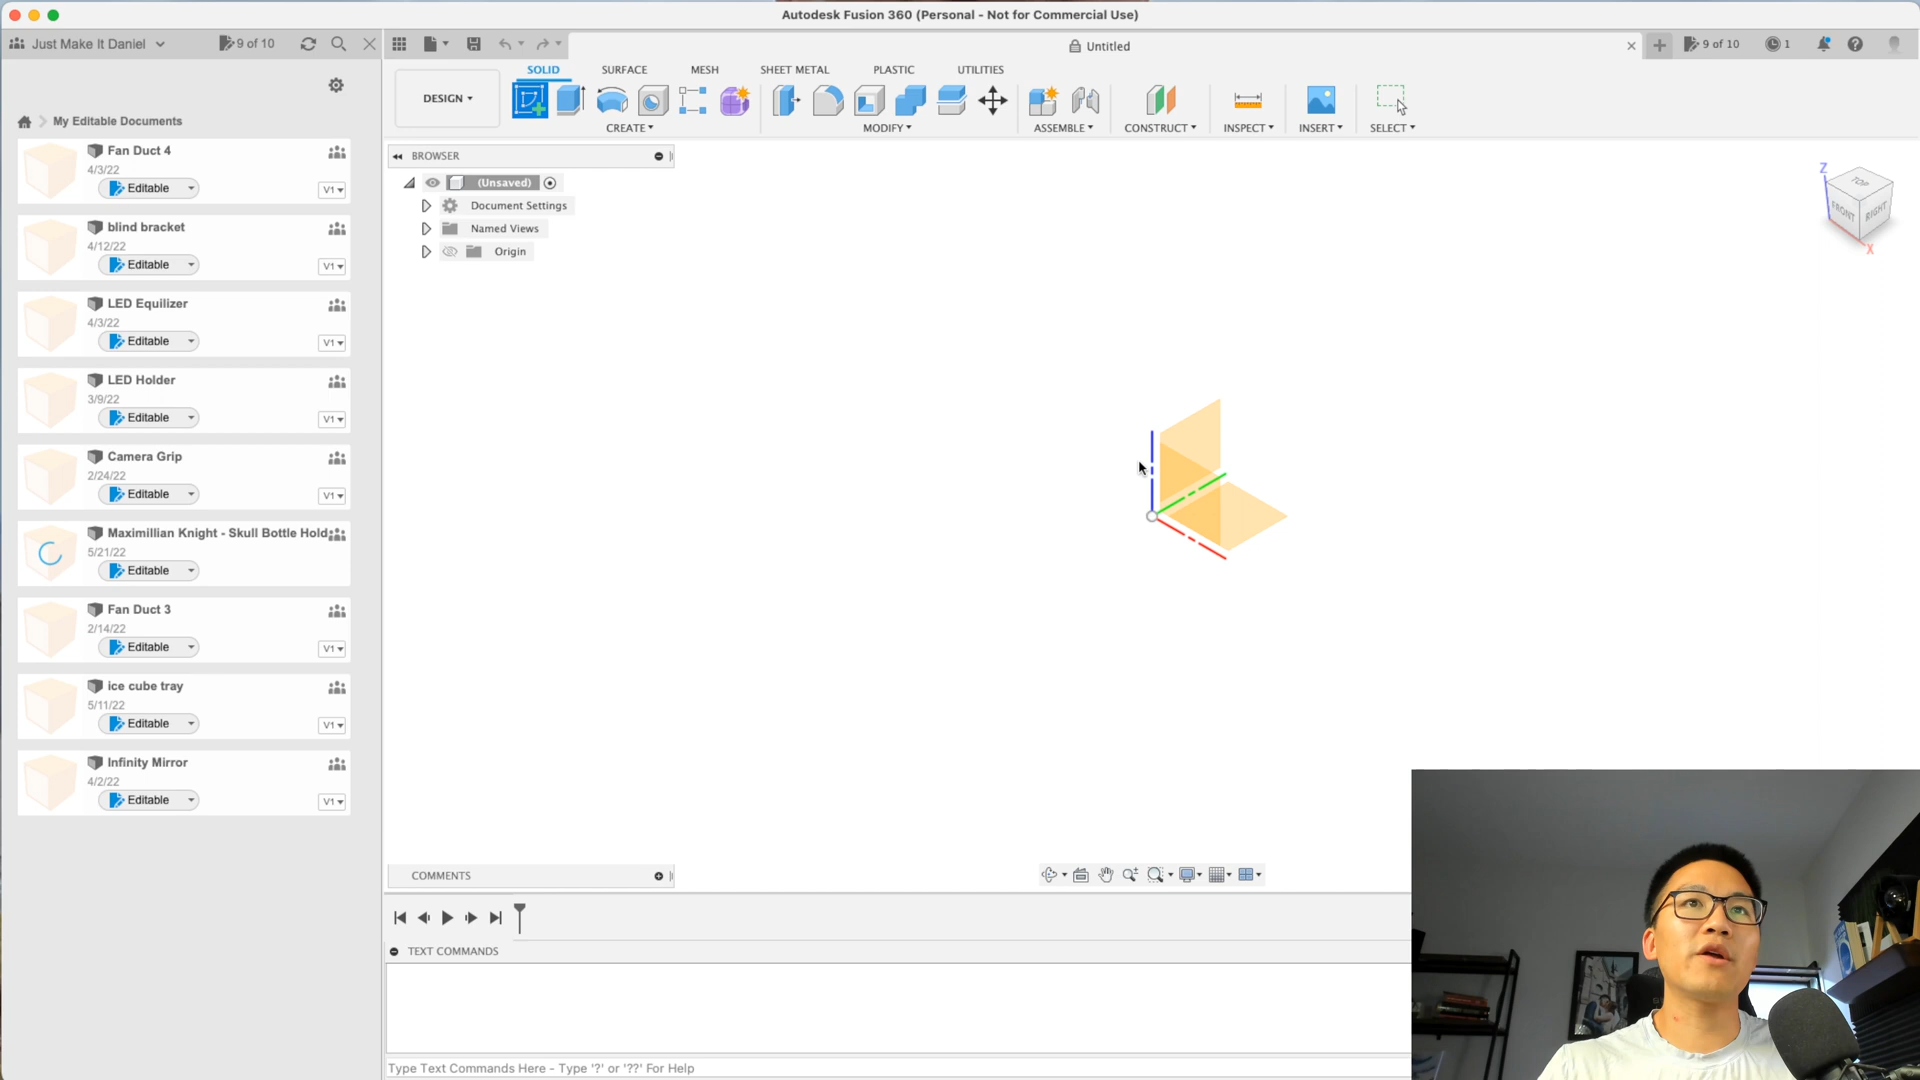 Autodesk Fusion 360 (Personal - Not for Commercial Use)
Just Make It Daniel
9 of 10
Untitled
9 of 10
1
DESIGN
SOLID
SURFACE
MESH
SHEET METAL
PLASTIC
UTILITIES
CREATE
MODIFY
ASSEMBLE
CONSTRUCT
INSPECT
INSERT
SELECT
My Editable Documents
Fan Duct 4
4/3/22
Editable
V1
blind bracket
4/12/22
Editable
V1
LED Equilizer
4/3/22
Editable
V1
LED Holder
3/9/22
Editable
V1
Camera Grip
2/24/22
Editable
V1
Maximillian Knight - Skull Bottle Hold
5/21/22
Editable
Fan Duct 3
2/14/22
Editable
V1
ice cube tray
5/11/22
Editable
V1
Infinity Mirror
4/2/22
Editable
V1
BROWSER
(Unsaved)
Document Settings
Named Views
Origin
Z
TOP
FRONT
RIGHT
X
COMMENTS
TEXT COMMANDS
Type Text Commands Here - Type '?' or '??' For Help